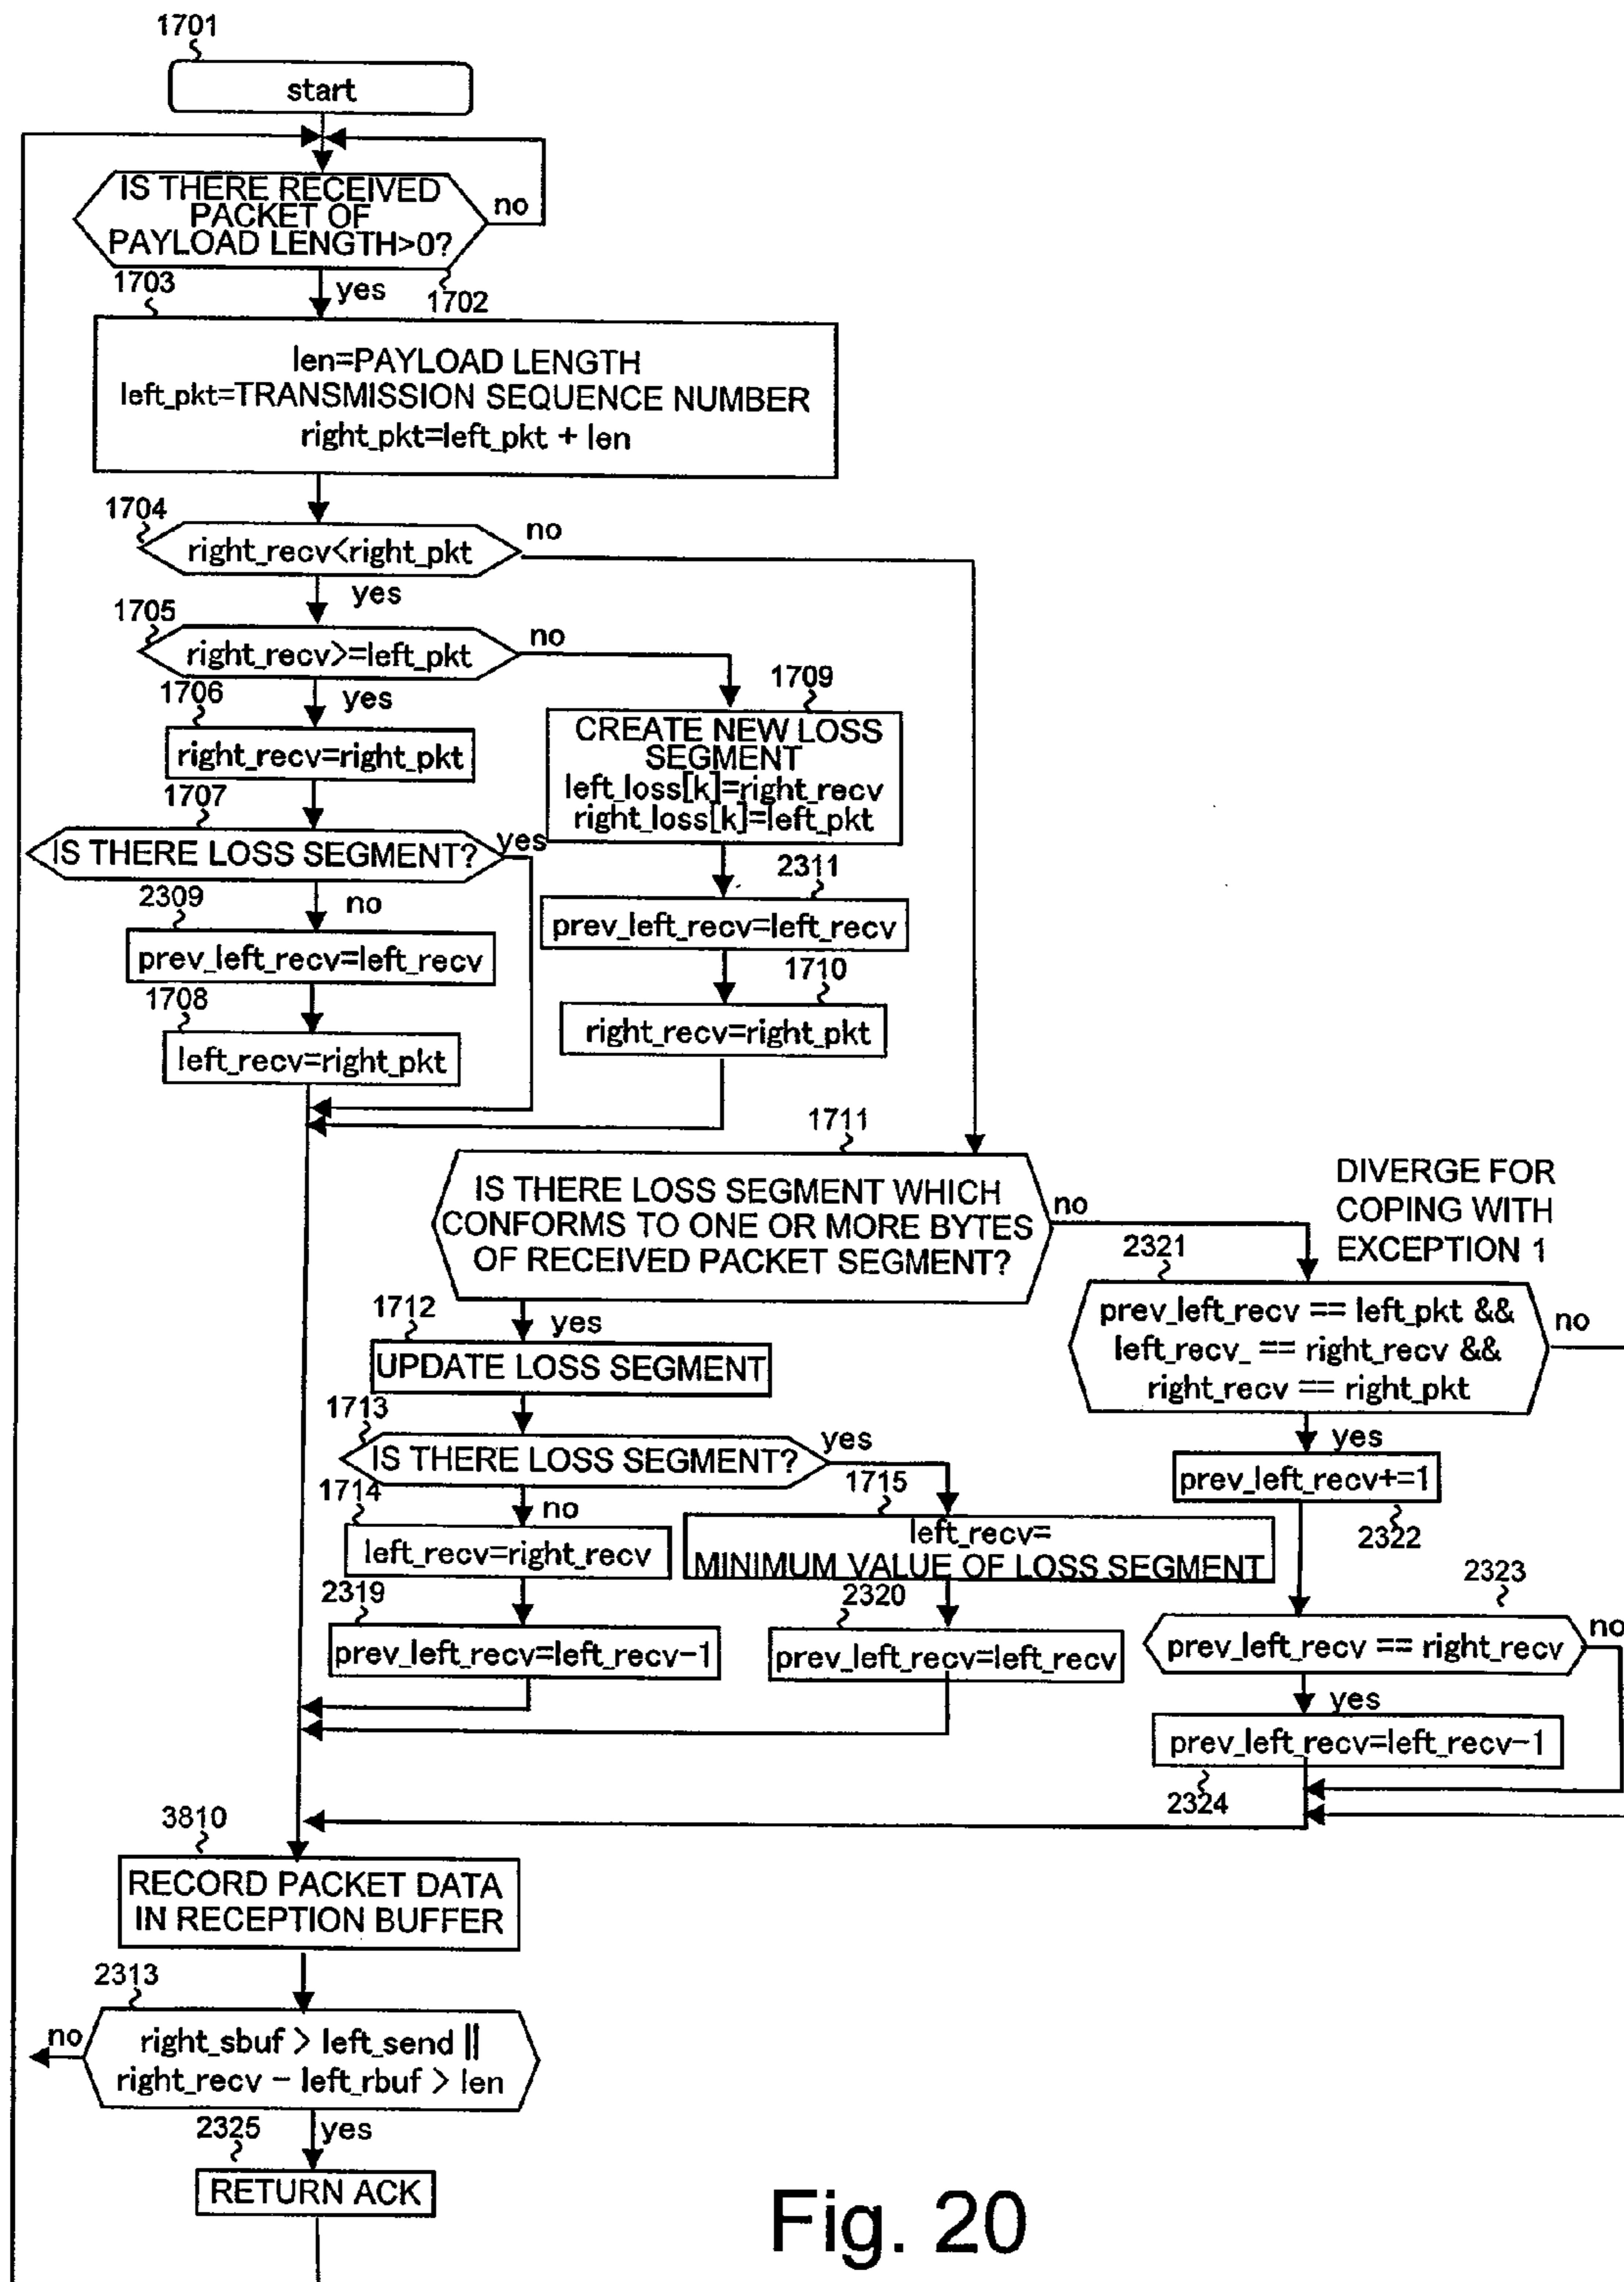 1701
start
IS THERE RECEIVED
PACKET OF
PAYLOAD LENGTH>0?
no
1703
yes
1702
len=PAYLOAD LENGTH
left_pkt=TRANSMISSION SEQUENCE NUMBER
right_pkt=left_pkt + len
1704
right_recv<right_pkt
no
yes
1705
right_recv>=left_pkt
no
1706
yes
right_recv=right_pkt
1709
CREATE NEW LOSS
SEGMENT
left_loss[k]=right_recv
right_loss[k]=left_pkt
1707
IS THERE LOSS SEGMENT?
yes
2309
no
prev_left_recv=left_recv
2311
prev_left_recv=left_recv
1708
left_recv=right_pkt
1710
right_recv=right_pkt
1711
IS THERE LOSS SEGMENT WHICH
CONFORMS TO ONE OR MORE BYTES
OF RECEIVED PACKET SEGMENT?
no
DIVERGE FOR
COPING WITH
EXCEPTION 1
2321
prev_left_recv == left_pkt &&
left_recv_ == right_recv &&
right_recv == right_pkt
no
1712
yes
UPDATE LOSS SEGMENT
1713
IS THERE LOSS SEGMENT?
yes
yes
prev_left_recv+=1
2322
1714
no
left_recv=right_recv
1715
left_recv=
MINIMUM VALUE OF LOSS SEGMENT
2319
prev_left_recv=left_recv-1
2320
prev_left_recv=left_recv
2323
prev_left_recv == right_recv
no
yes
prev_left_recv=left_recv-1
2324
3810
RECORD PACKET DATA
IN RECEPTION BUFFER
2313
no
right_sbuf > left_send ||
right_recv - left_rbuf > len
2325
yes
RETURN ACK
Fig. 20